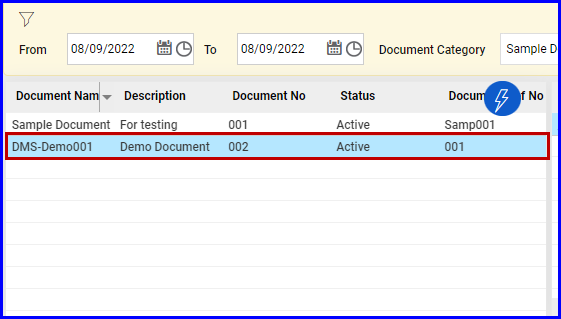 From 08/09/2022 To 08/09/2022 Document Category Sample D
Document Nam Description Document No Status Docum f No
Sample Document For testing 001 Active Samp001
DMS-Demo001 Demo Document 002 Active 001